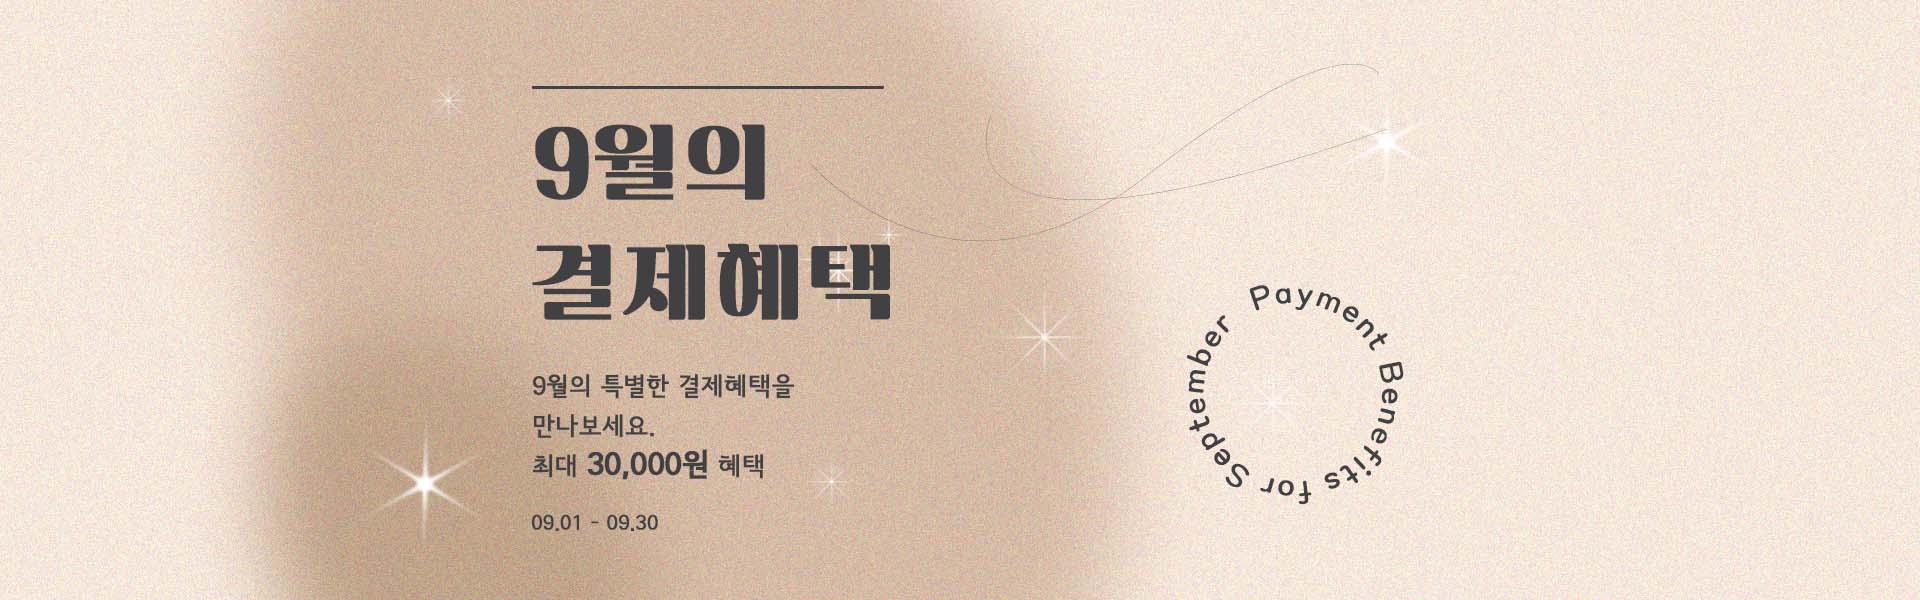 9월의
결제혜택
9월의 특별한 결제혜택을
만나보세요.
최대 30,000원 혜택
09.01 - 09.30
Payment Benefits for September